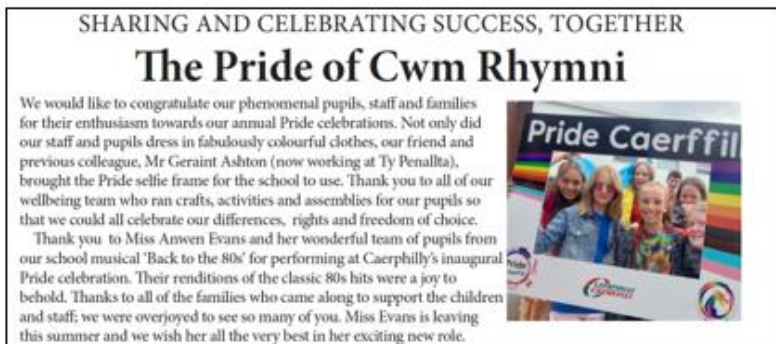 SHARING AND CELEBRATING SUCCESS, TOGETHER
The Pride of Cwm Rhymni
We would like to congratulate our phenomenal pupils, staff and families
for their enthusiasm towards our annual Pride celebrations. Not only did
our staff and pupils dress in fabulously colourful clothes, our friend and
previous colleague, Mr Geraint Ashton (now working at Ty Penallta),
brought the Pride selfie frame for the school to use. Thank you to all of our
wellbeing team who ran crafts, activities and assemblies for our pupils so
that we could all celebrate our differences, rights and freedom of choice.
Thank you to Miss Anwen Evans and her wonderful team of pupils from
our school musical 'Back to the 80s' for performing at Caerphilly's inaugural
Pride celebration. Their renditions of the classic 80s hits were a joy to
behold. Thanks to all of the families who came along to support the children
and staff; we were overjoyed to see so many of you. Miss Evans is leaving
this summer and we wish her all the very best in her exciting new role.
Pride Caerffil
Pride